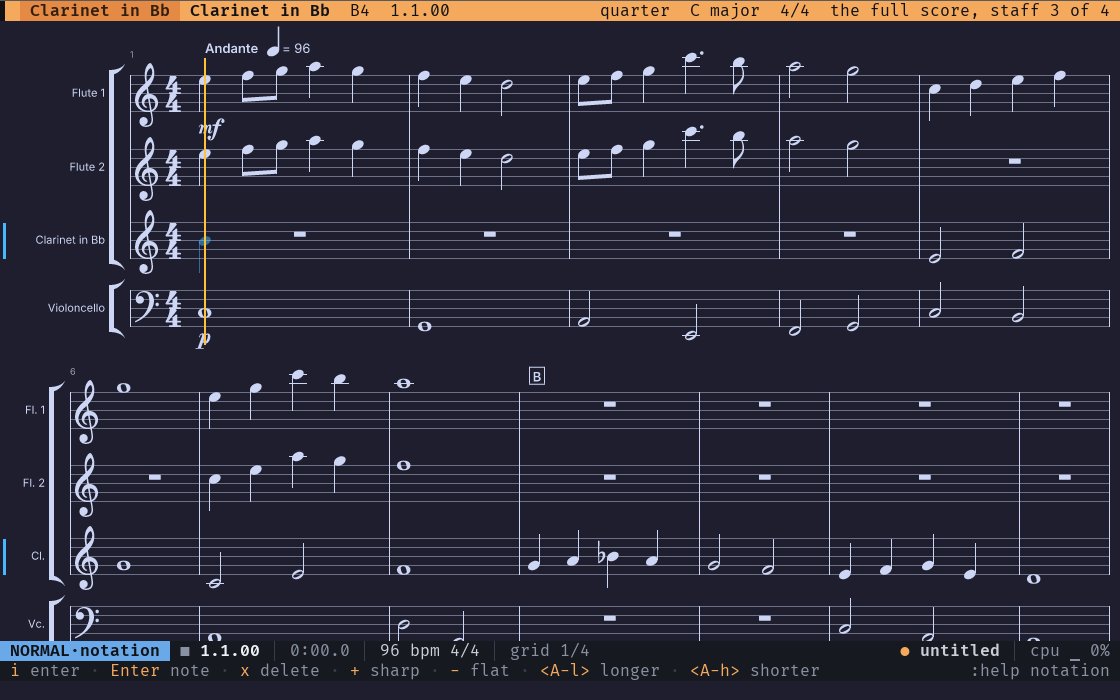 Clarinet in Bb Clarinet in Bb B4 1.1.00 quarter C major 4/4 the full score, staff 3 of 4
Andante = 96
1
Flute 1
mf
Flute 2
Clarinet in Bb
Violoncello
p
6
B
Fl. 1
Fl. 2
Cl.
Vc.
NORMAL·notation ■ 1.1.00 │ 0:00.0 │ 96 bpm 4/4 │ grid 1/4 ● untitled │ cpu _ 0%
i enter · Enter note · x delete · + sharp · - flat · <A-l> longer · <A-h> shorter :help notation